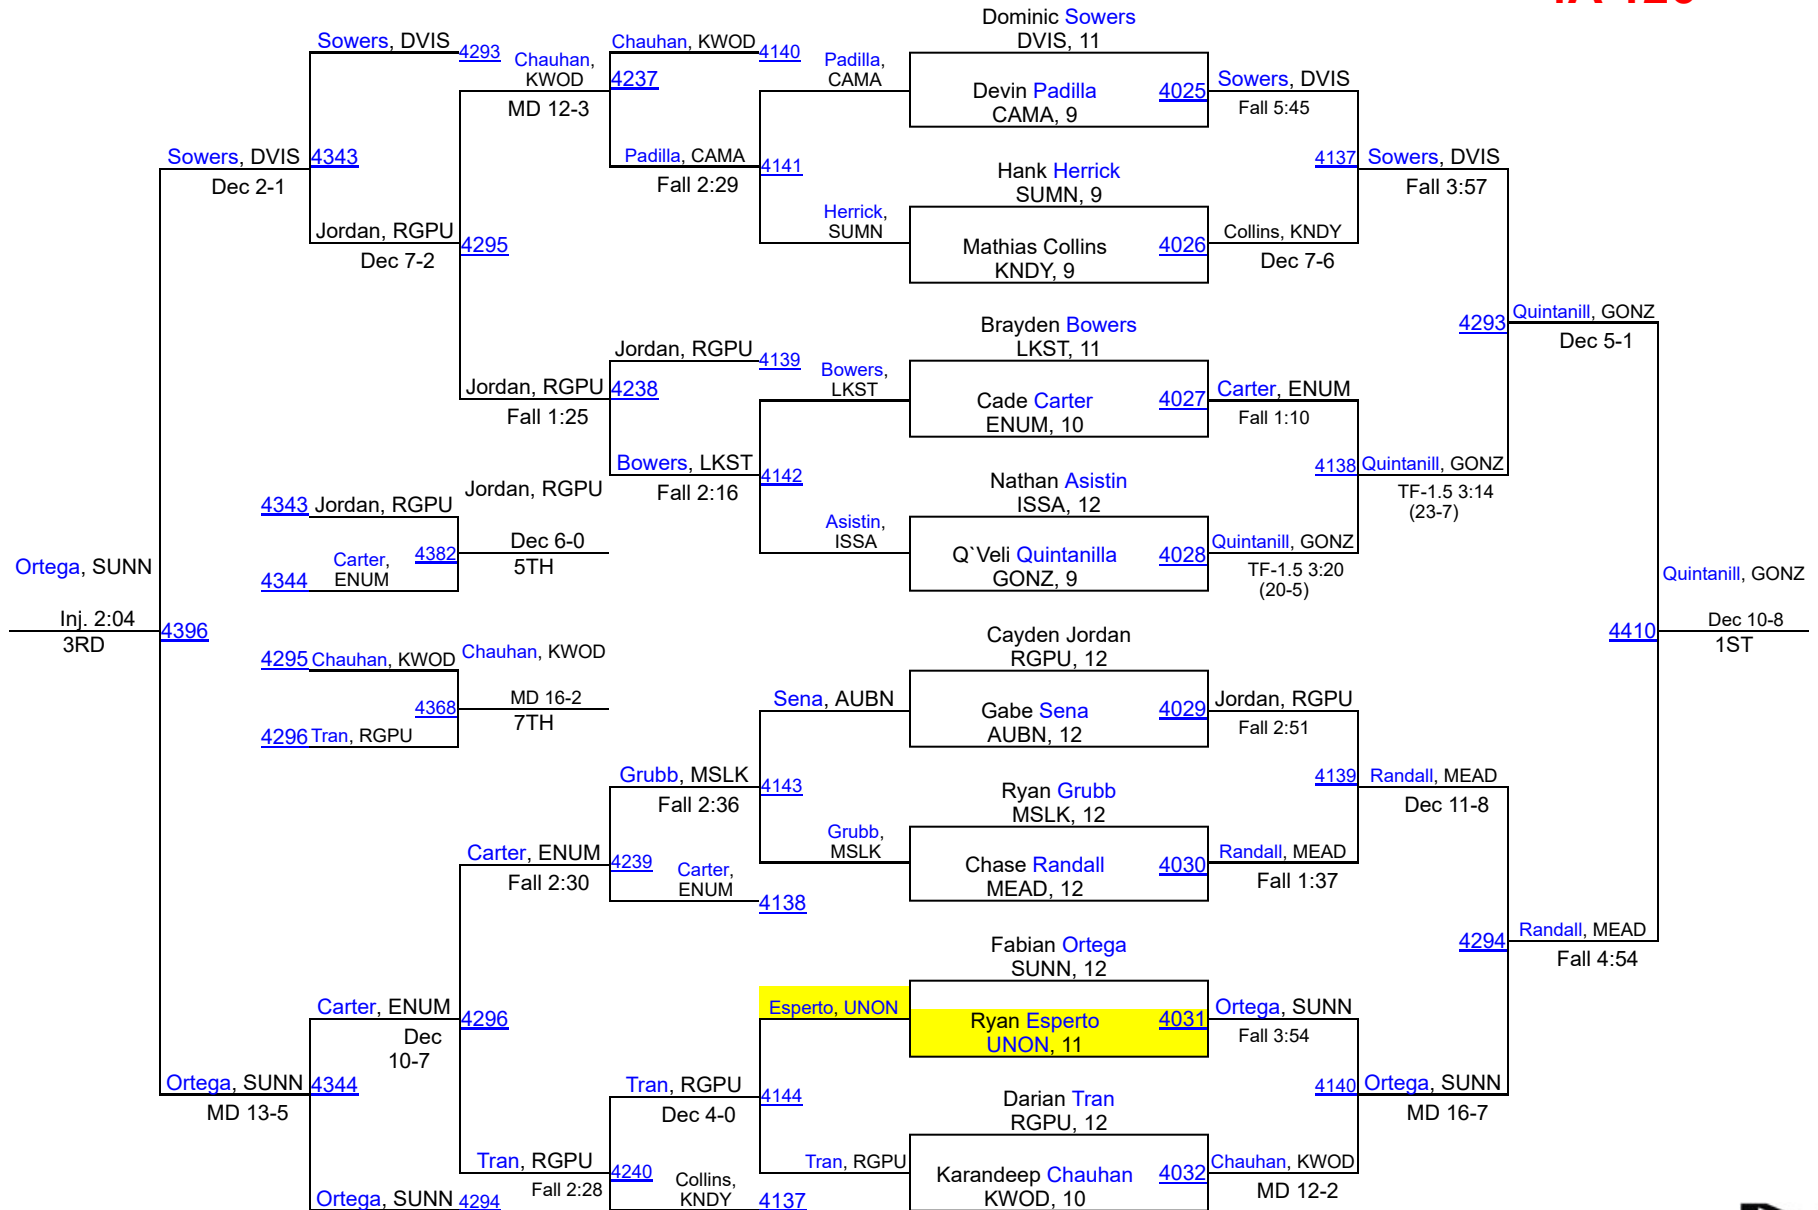 Dominic Sowers
DVIS, 11
Sowers, DVIS 4293
Chauhan,
KWOD
MD 12-3
Chauhan, KWOD 4140
4237
Padilla,
CAMA
Devin Padilla 4025
CAMA, 9
Sowers, DVIS
Fall 5:45
Sowers, DVIS 4343
Dec 2-1
Padilla, CAMA 4141
Fall 2:29
Hank Herrick
SUMN, 9
4137 Sowers, DVIS
Fall 3:57
Jordan, RGPU 4295
Dec 7-2
Herrick,
SUMN
Mathias Collins 4026
KNDY, 9
Collins, KNDY
Dec 7-6
Brayden Bowers
LKST, 11
4293 Quintanill, GONZ
Dec 5-1
Jordan, RGPU 4139
Jordan, RGPU 4238
Fall 1:25
Bowers,
LKST
Cade Carter 4027
ENUM, 10
Carter, ENUM
Fall 1:10
Bowers, LKST 4142
Fall 2:16
Nathan Asistin
ISSA, 12
4138 Quintanill, GONZ
TF-1.5 3:14
(23-7)
4343 Jordan, RGPU
Jordan, RGPU
Carter,
ENUM
4382
4344
Dec 6-0
5TH
Asistin,
ISSA
Q`Veli Quintanilla 4028
GONZ, 9
Quintanill, GONZ
TF-1.5 3:20
(20-5)
Ortega, SUNN
Inj. 2:04
3RD
4396
Quintanill, GONZ
4410
Dec 10-8
1ST
4295 Chauhan, KWOD
Chauhan, KWOD
4368
MD 16-2
7TH
4296 Tran, RGPU
Cayden Jordan
RGPU, 12
Sena, AUBN
Gabe Sena 4029
AUBN, 12
Jordan, RGPU
Fall 2:51
Grubb, MSLK 4143
Fall 2:36
Ryan Grubb
MSLK, 12
4139 Randall, MEAD
Dec 11-8
Carter, ENUM 4239
Fall 2:30
Carter,
ENUM
4138
Grubb,
MSLK
Chase Randall 4030
MEAD, 12
Randall, MEAD
Fall 1:37
Fabian Ortega
SUNN, 12
4294 Randall, MEAD
Fall 4:54
Carter, ENUM 4296
Dec
10-7
Esperto, UNON
Ryan Esperto 4031
UNON, 11
Ortega, SUNN
Fall 3:54
Ortega, SUNN 4344
MD 13-5
Tran, RGPU 4144
Dec 4-0
Darian Tran
RGPU, 12
4140 Ortega, SUNN
MD 16-7
Tran, RGPU 4240
Fall 2:28
Collins,
KNDY
4137
Tran, RGPU
Karandeep Chauhan 4032
KWOD, 10
Chauhan, KWOD
MD 12-2
Ortega, SUNN 4294